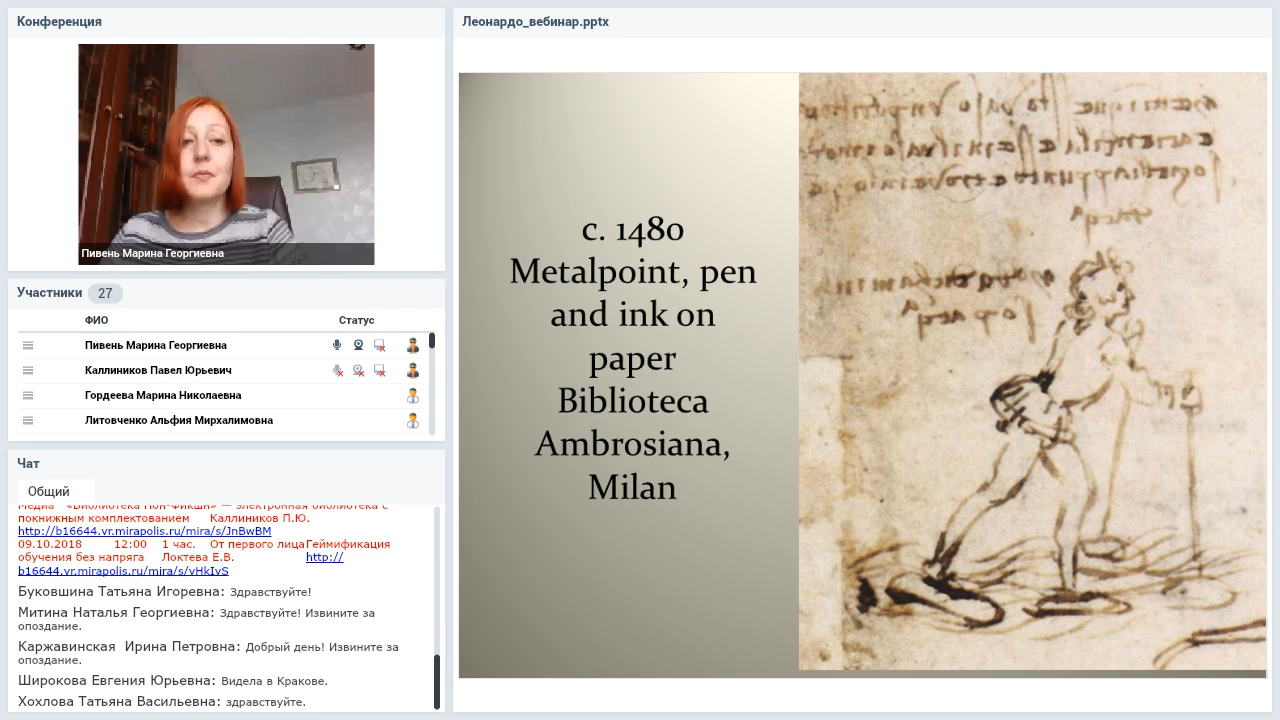 Конференция
Пивень Марина Георгиевна
Участники 27
ФИО Статус
Пивень Марина Георгиевна
Каллиников Павел Юрьевич
Гордеева Марина Николаевна
Литовченко Альфия Мирхалимовна
Чат
Общий
Медиа «Библиотека Нон-Фикшн» — электронная библиотека с
покнижным комплектованием Каллиников П.Ю.
http://b16644.vr.mirapolis.ru/mira/s/JnBwBM
09.10.2018 12:00 1 час. От первого лица Геймификация
обучения без напряга Локтева Е.В. http://
b16644.vr.mirapolis.ru/mira/s/vHkIvS
Буковшина Татьяна Игоревна: Здравствуйте!
Митина Наталья Георгиевна: Здравствуйте! Извините за
опоздание.
Каржавинская Ирина Петровна: Добрый день! Извините за
опоздание.
Широкова Евгения Юрьевна: Видела в Кракове.
Хохлова Татьяна Васильевна: здравствуйте.
Леонардо_вебинар.pptx
c. 1480
Metalpoint, pen
and ink on
paper
Biblioteca
Ambrosiana,
Milan